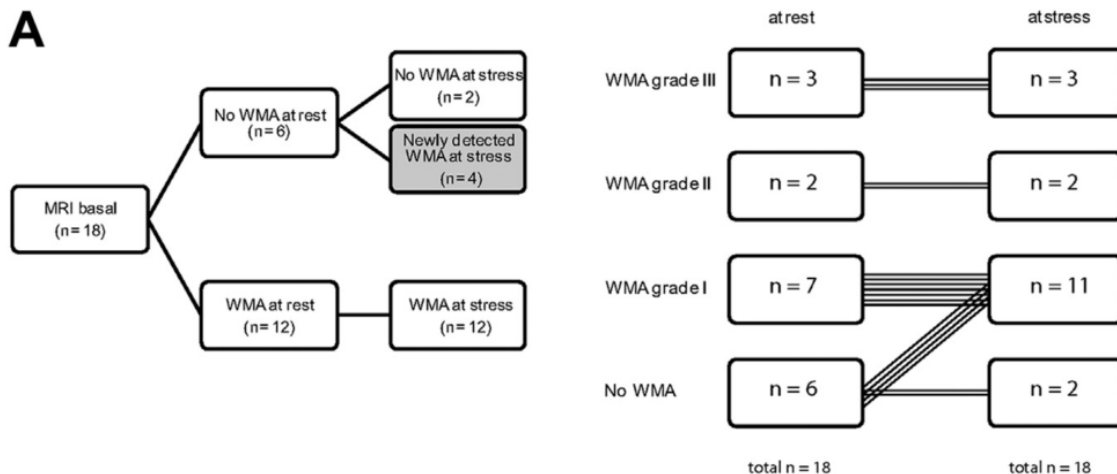 A
MRI basal
(n = 18)
No WMA at rest
(n= 6)
No WMA at stress
(n= 2)
Newly detected
WMA at stress
(n= 4)
WMA at rest
(n= 12)
WMA at stress
(n= 12)
at rest
at stress
WMA grade III
n = 3
n = 3
WMA grade II
n = 2
n = 2
WMA grade I
n = 7
n = 11
No WMA
n = 6
n = 2
total n = 18
total n = 18